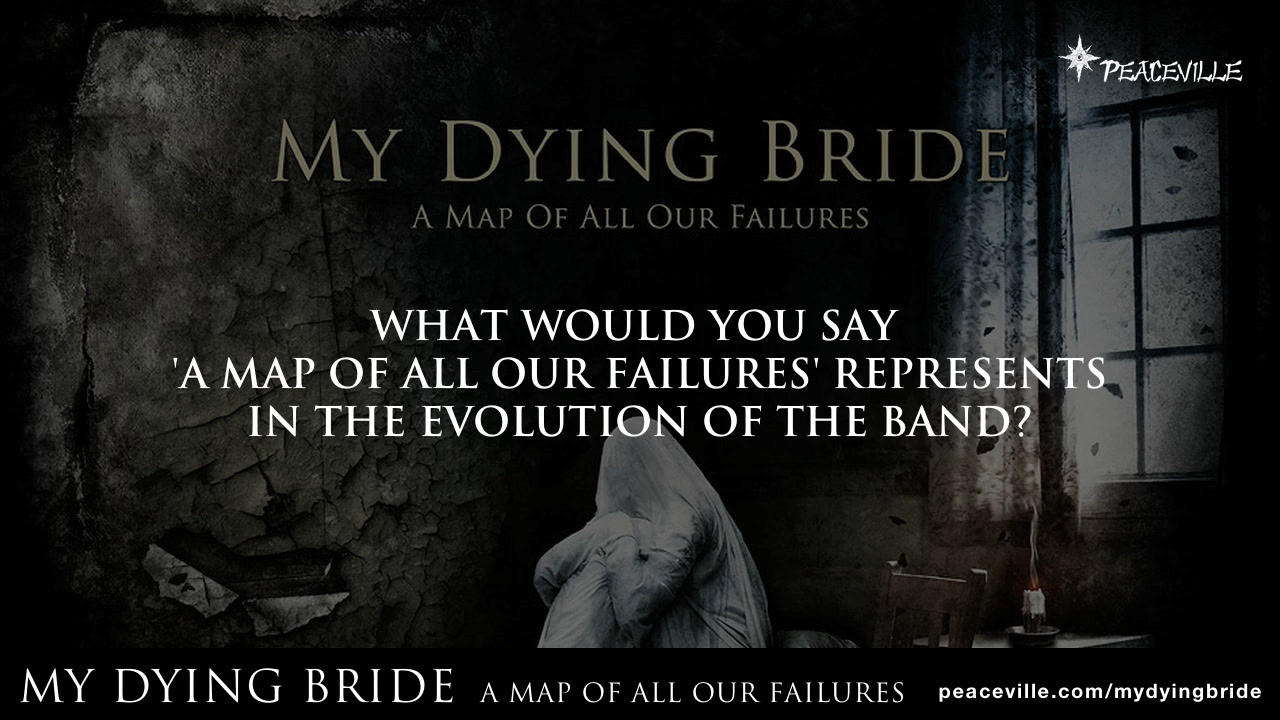 PEACEVILLE
MY DYING BRIDE
A MAP OF ALL OUR FAILURES
WHAT WOULD YOU SAY
'A MAP OF ALL OUR FAILURES' REPRESENTS
IN THE EVOLUTION OF THE BAND?
MY DYING BRIDE A MAP OF ALL OUR FAILURES peaceville.com/mydyingbride